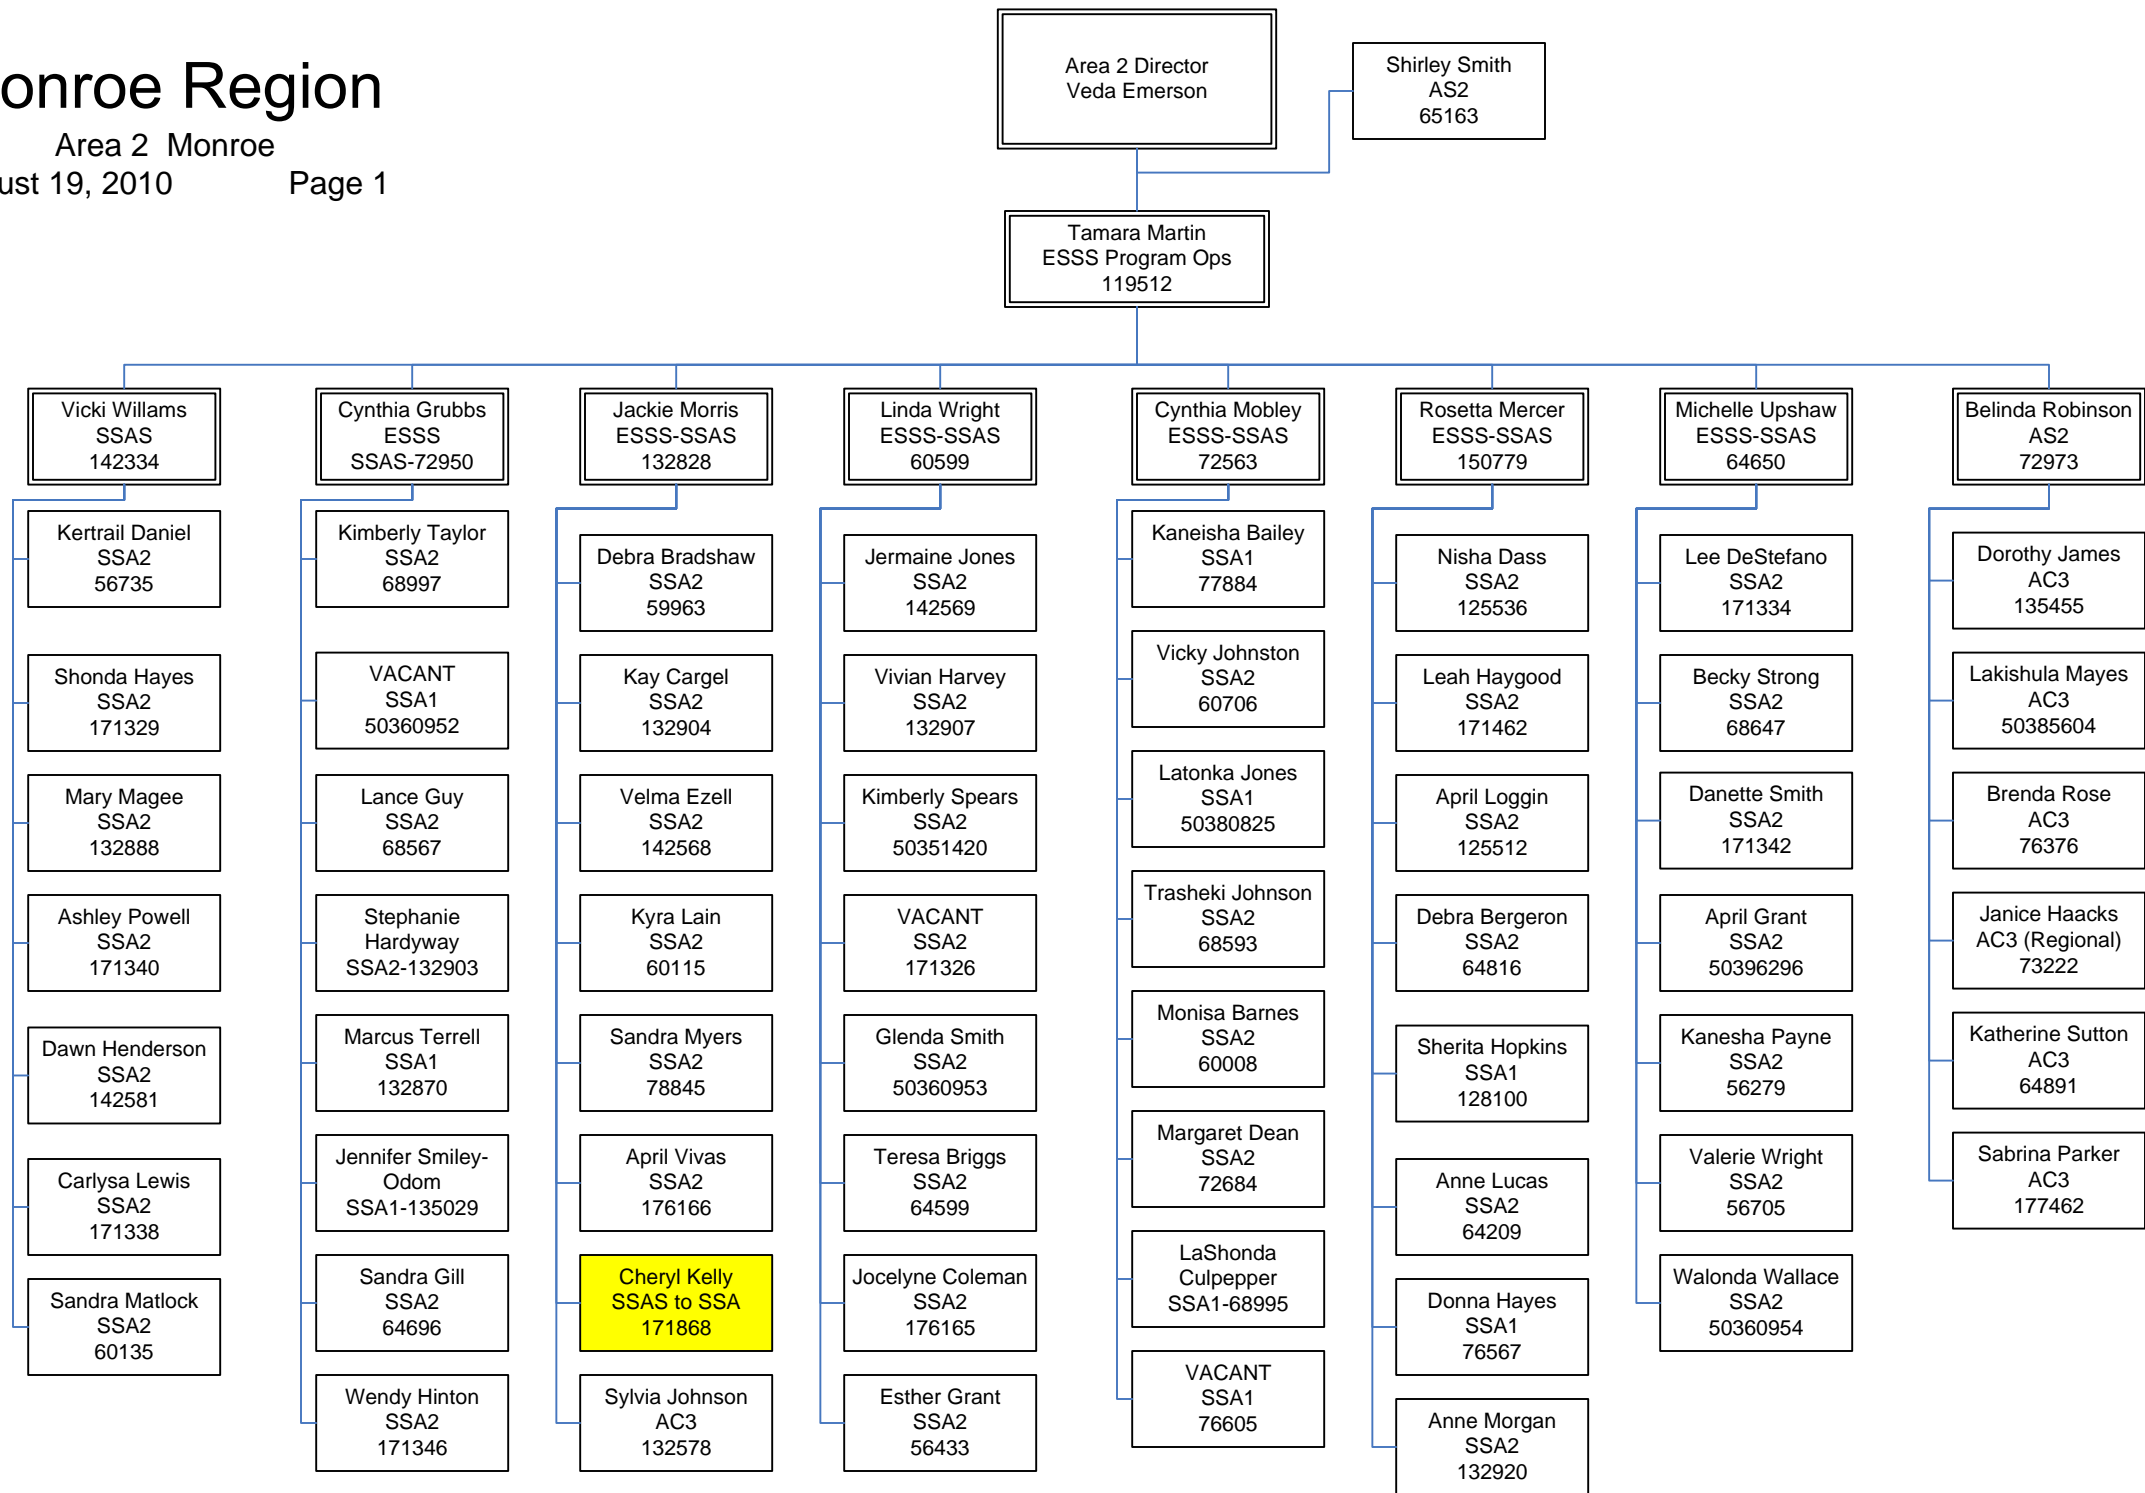 onroe Region
Area 2 Monroe
ust 19, 2010 Page 1
Area 2 Director
Veda Emerson
Shirley Smith
AS2
65163
Tamara Martin
ESSS Program Ops
119512
Vicki Willams
SSAS
142334
Kertrail Daniel
SSA2
56735
Shonda Hayes
SSA2
171329
Mary Magee
SSA2
132888
Ashley Powell
SSA2
171340
Dawn Henderson
SSA2
142581
Carlysa Lewis
SSA2
171338
Sandra Matlock
SSA2
60135
Cynthia Grubbs
ESSS
SSAS-72950
Kimberly Taylor
SSA2
68997
VACANT
SSA1
50360952
Lance Guy
SSA2
68567
Stephanie
Hardyway
SSA2-132903
Marcus Terrell
SSA1
132870
Jennifer Smiley-
Odom
SSA1-135029
Sandra Gill
SSA2
64696
Wendy Hinton
SSA2
171346
Jackie Morris
ESSS-SSAS
132828
Debra Bradshaw
SSA2
59963
Kay Cargel
SSA2
132904
Velma Ezell
SSA2
142568
Kyra Lain
SSA2
60115
Sandra Myers
SSA2
78845
April Vivas
SSA2
176166
Cheryl Kelly
SSAS to SSA
171868
Sylvia Johnson
AC3
132578
Linda Wright
ESSS-SSAS
60599
Jermaine Jones
SSA2
142569
Vivian Harvey
SSA2
132907
Kimberly Spears
SSA2
50351420
VACANT
SSA2
171326
Glenda Smith
SSA2
50360953
Teresa Briggs
SSA2
64599
Jocelyne Coleman
SSA2
176165
Esther Grant
SSA2
56433
Cynthia Mobley
ESSS-SSAS
72563
Kaneisha Bailey
SSA1
77884
Vicky Johnston
SSA2
60706
Latonka Jones
SSA1
50380825
Trasheki Johnson
SSA2
68593
Monisa Barnes
SSA2
60008
Margaret Dean
SSA2
72684
LaShonda
Culpepper
SSA1-68995
VACANT
SSA1
76605
Rosetta Mercer
ESSS-SSAS
150779
Nisha Dass
SSA2
125536
Leah Haygood
SSA2
171462
April Loggin
SSA2
125512
Debra Bergeron
SSA2
64816
Sherita Hopkins
SSA1
128100
Anne Lucas
SSA2
64209
Donna Hayes
SSA1
76567
Anne Morgan
SSA2
132920
Michelle Upshaw
ESSS-SSAS
64650
Lee DeStefano
SSA2
171334
Becky Strong
SSA2
68647
Danette Smith
SSA2
171342
April Grant
SSA2
50396296
Kanesha Payne
SSA2
56279
Valerie Wright
SSA2
56705
Walonda Wallace
SSA2
50360954
Belinda Robinson
AS2
72973
Dorothy James
AC3
135455
Lakishula Mayes
AC3
50385604
Brenda Rose
AC3
76376
Janice Haacks
AC3 (Regional)
73222
Katherine Sutton
AC3
64891
Sabrina Parker
AC3
177462